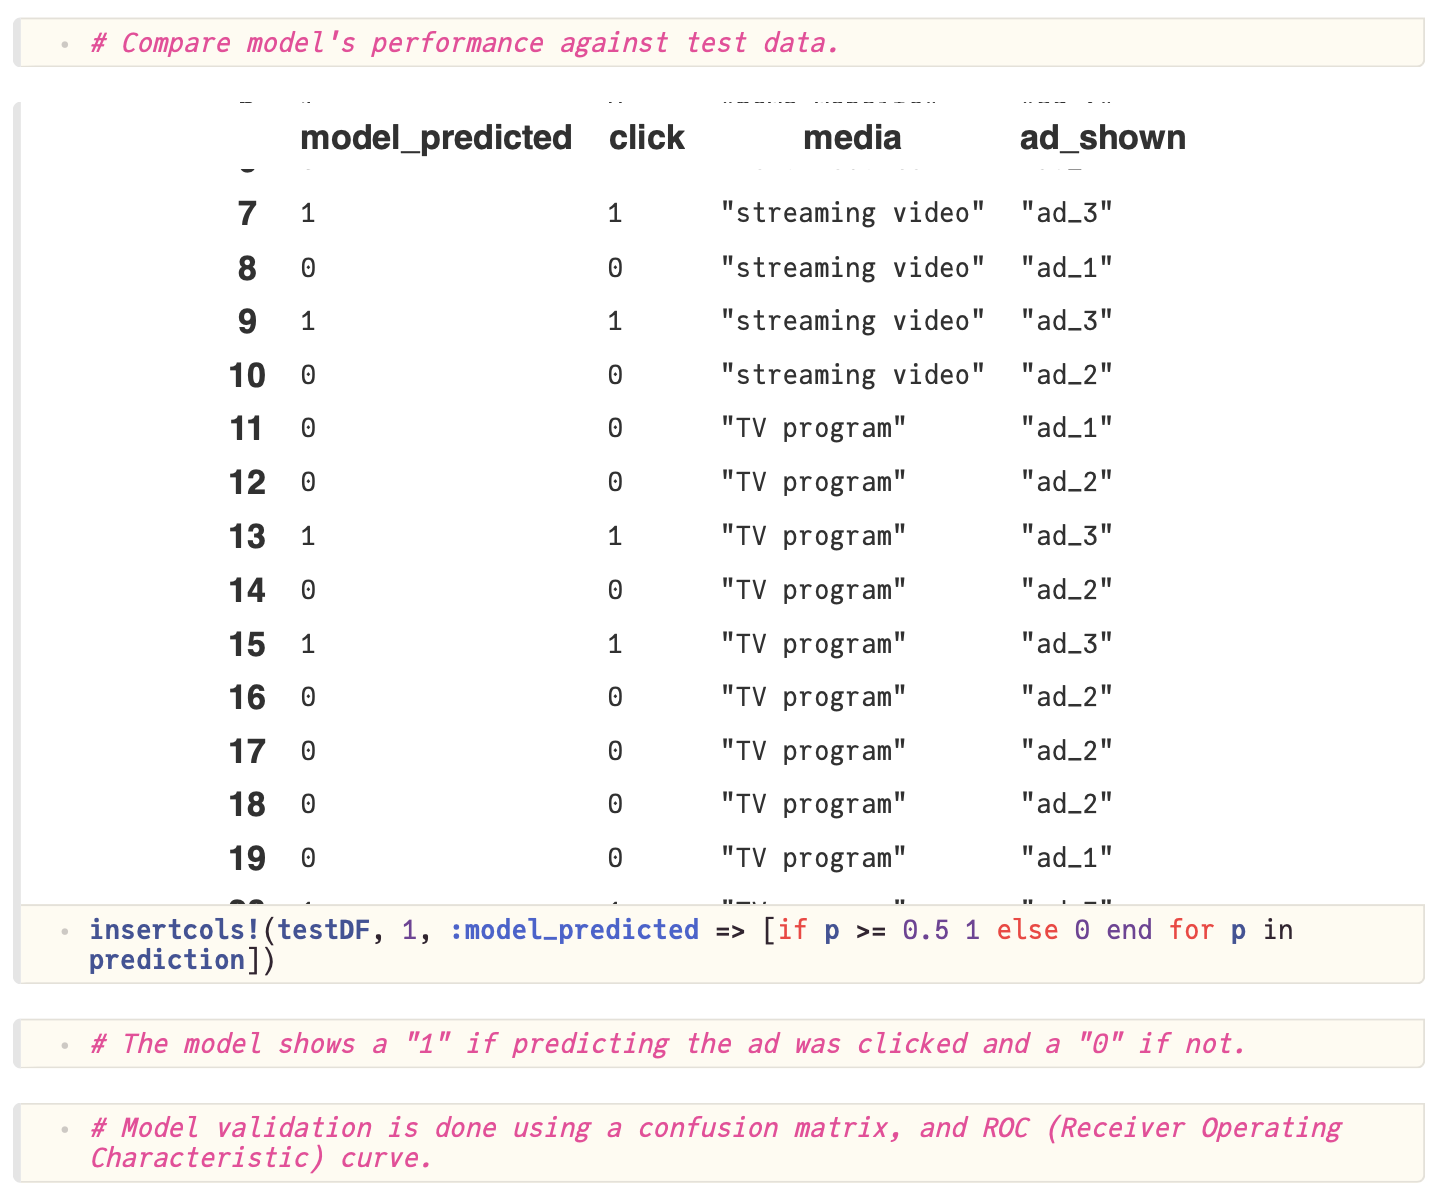 # Compare model's performance against test data.
model_predicted click media ad_shown
7 1 1 "streaming video" "ad_3"
8 0 0 "streaming video" "ad_1"
9 1 1 "streaming video" "ad_3"
10 0 0 "streaming video" "ad_2"
11 0 0 "TV program" "ad_1"
12 0 0 "TV program" "ad_2"
13 1 1 "TV program" "ad_3"
14 0 0 "TV program" "ad_2"
15 1 1 "TV program" "ad_3"
16 0 0 "TV program" "ad_2"
17 0 0 "TV program" "ad_2"
18 0 0 "TV program" "ad_2"
19 0 0 "TV program" "ad_1"
insertcols!(testDF, 1, :model_predicted => [if p >= 0.5 1 else 0 end for p in
prediction])
# The model shows a "1" if predicting the ad was clicked and a "0" if not.
# Model validation is done using a confusion matrix, and ROC (Receiver Operating
Characteristic) curve.